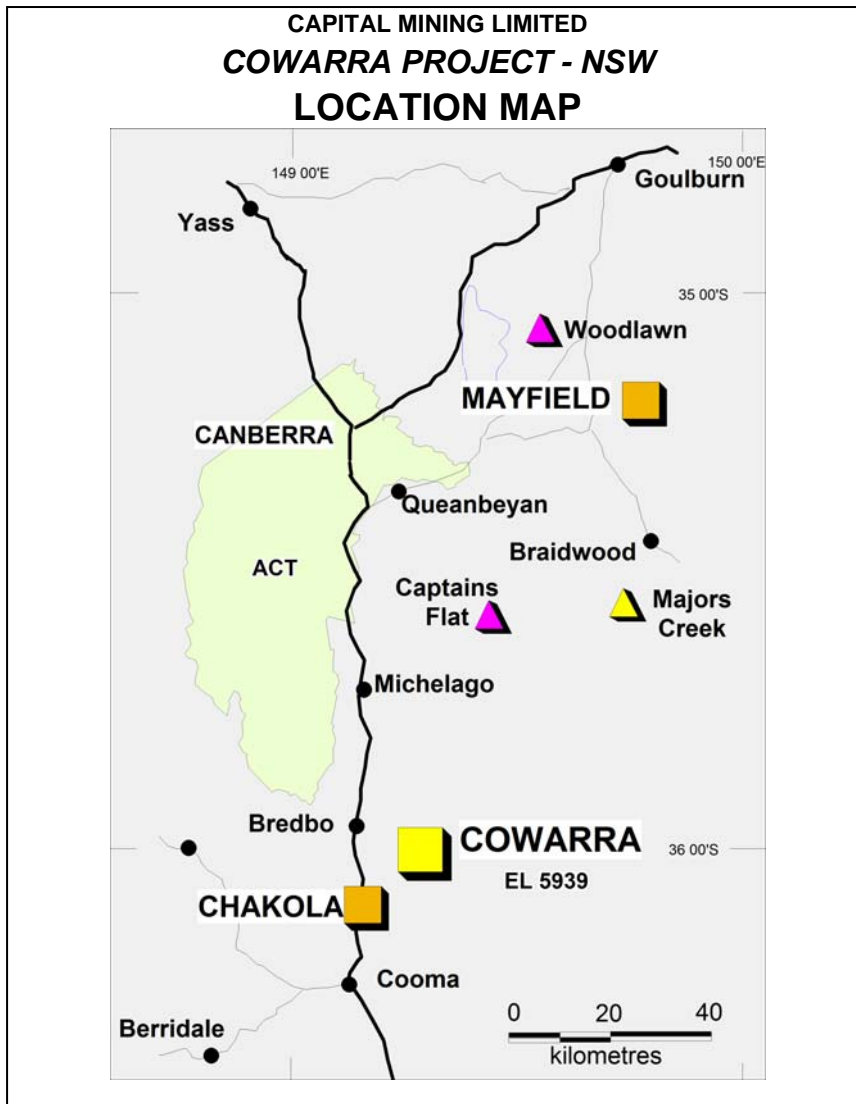 CAPITAL MINING LIMITED
COWARRA PROJECT - NSW
LOCATION MAP
149 00'E
150 00'E
Goulburn
Yass
35 00'S
Woodlawn
MAYFIELD
CANBERRA
Queanbeyan
Braidwood
ACT
Captains
Flat
Majors
Creek
Michelago
Bredbo
COWARRA
36 00'S
EL 5939
CHAKOLA
Cooma
0 20 40
kilometres
Berridale